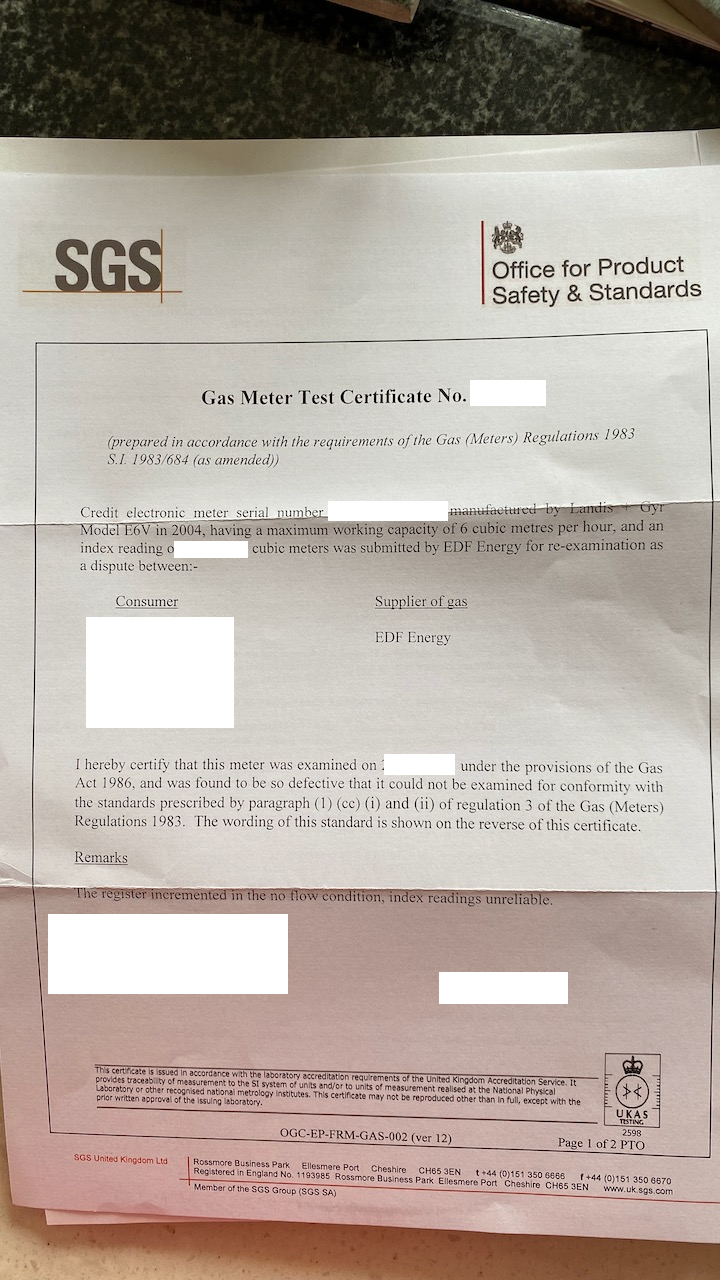 SGS
Office for Product
Safety & Standards
Gas Meter Test Certificate No.
(prepared in accordance with the requirements of the Gas (Meters) Regulations 1983
S.I. 1983/684 (as amended))
Credit electronic meter serial number manufactured by Landis + Gyr
Model E6V in 2004, having a maximum working capacity of 6 cubic metres per hour, and an
index reading o cubic meters was submitted by EDF Energy for re-examination as
a dispute between:-
Consumer
Supplier of gas
EDF Energy
I hereby certify that this meter was examined on under the provisions of the Gas
Act 1986, and was found to be so defective that it could not be examined for conformity with
the standards prescribed by paragraph (1) (cc) (i) and (ii) of regulation 3 of the Gas (Meters)
Regulations 1983. The wording of this standard is shown on the reverse of this certificate.
Remarks
The register incremented in the no flow condition, index readings unreliable.
This certificate is issued in accordance with the laboratory accreditation requirements of the United Kingdom Accreditation Service. It
provides traceability of measurement to the SI system of units and/or to units of measurement realised at the National Physical
Laboratory or other recognised national metrology institutes. This certificate may not be reproduced other than in full, except with the
prior written approval of the issuing laboratory.
UKAS
TESTING
2598
OGC-EP-FRM-GAS-002 (ver 12)
Page 1 of 2 PTO
SGS United Kingdom Ltd
Rossmore Business Park Ellesmere Port Cheshire CH65 3EN t +44 (0)151 350 6666 f +44 (0)151 350 6670
Registered in England No. 1193985 Rossmore Business Park Ellesmere Port Cheshire CH65 3EN www.uk.sgs.com
Member of the SGS Group (SGS SA)